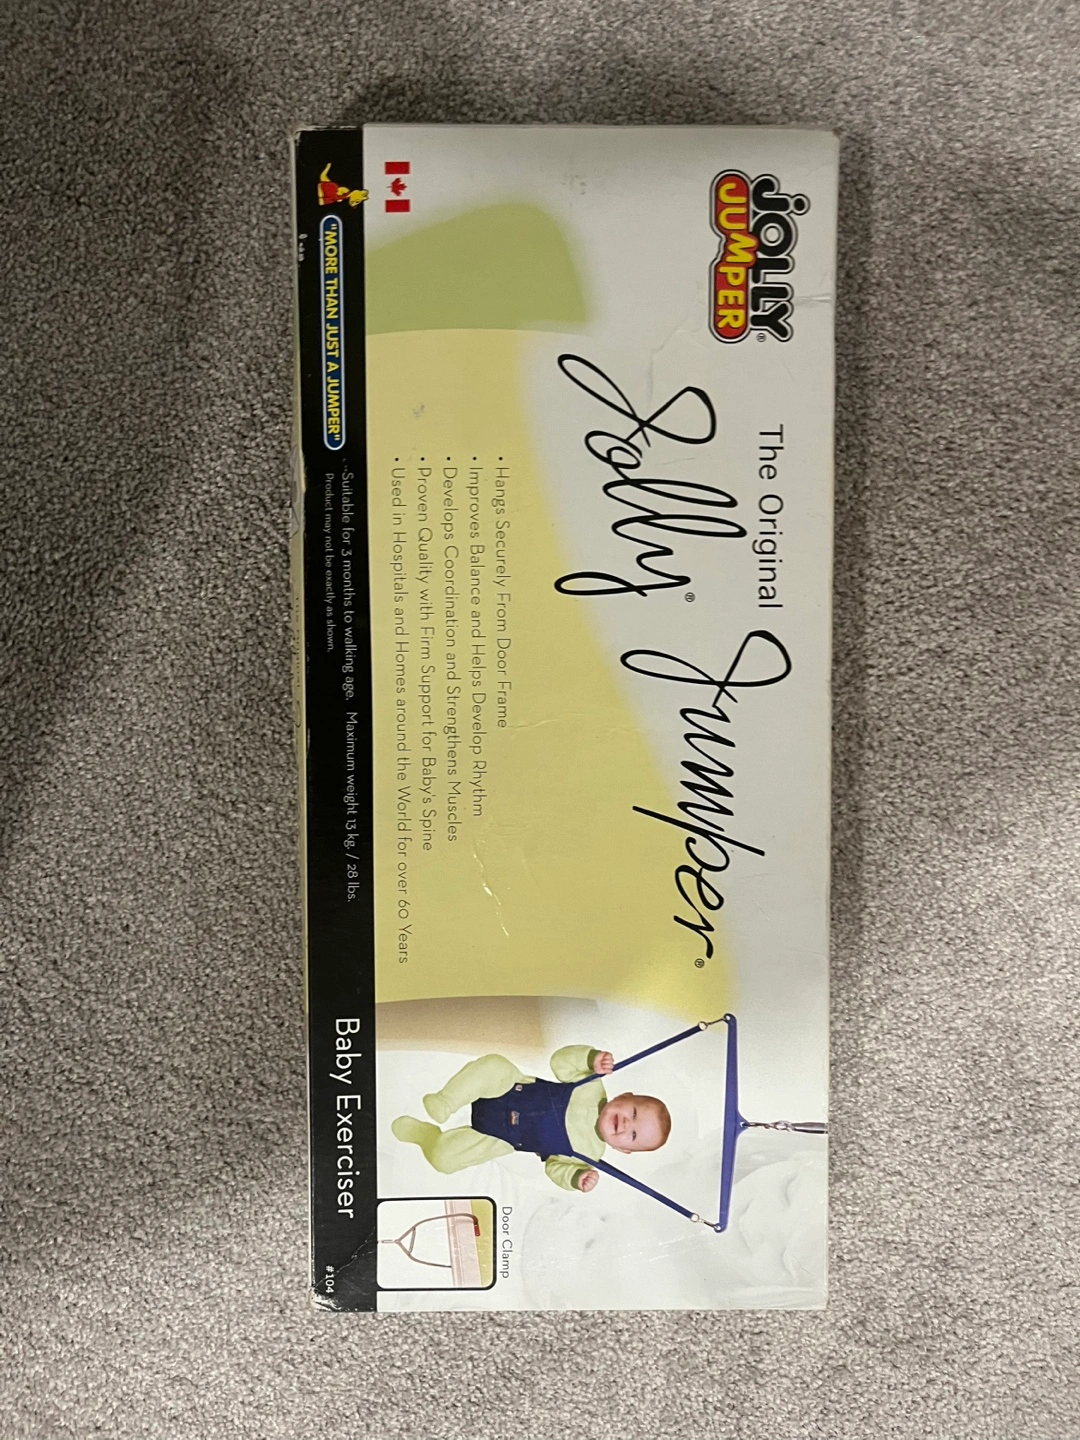 JOLLY
JUMPER®
The Original
Jolly® Jumper®
• Hangs Securely From Door Frame
• Improves Balance and Helps Develop Rhythm
• Develops Coordination and Strengthens Muscles
• Proven Quality with Firm Support for Baby's Spine
• Used in Hospitals and Homes around the World for over 60 Years
Door Clamp
"MORE THAN JUST A JUMPER"
Suitable for 3 months to walking age. Maximum weight 13 kg. / 28 lbs.
Product may not be exactly as shown.
Baby Exerciser
#104